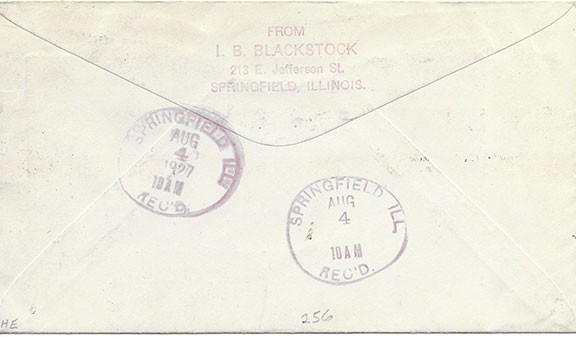 FROM
I. B. BLACKSTOCK
213 E. Jefferson St.
SPRINGFIELD, ILLINOIS.
SPRINGFIELD ILL
AUG
4
1927
10 AM
REC'D.
SPRINGFIELD ILL
AUG
4
10 AM
REC'D.
HE
256